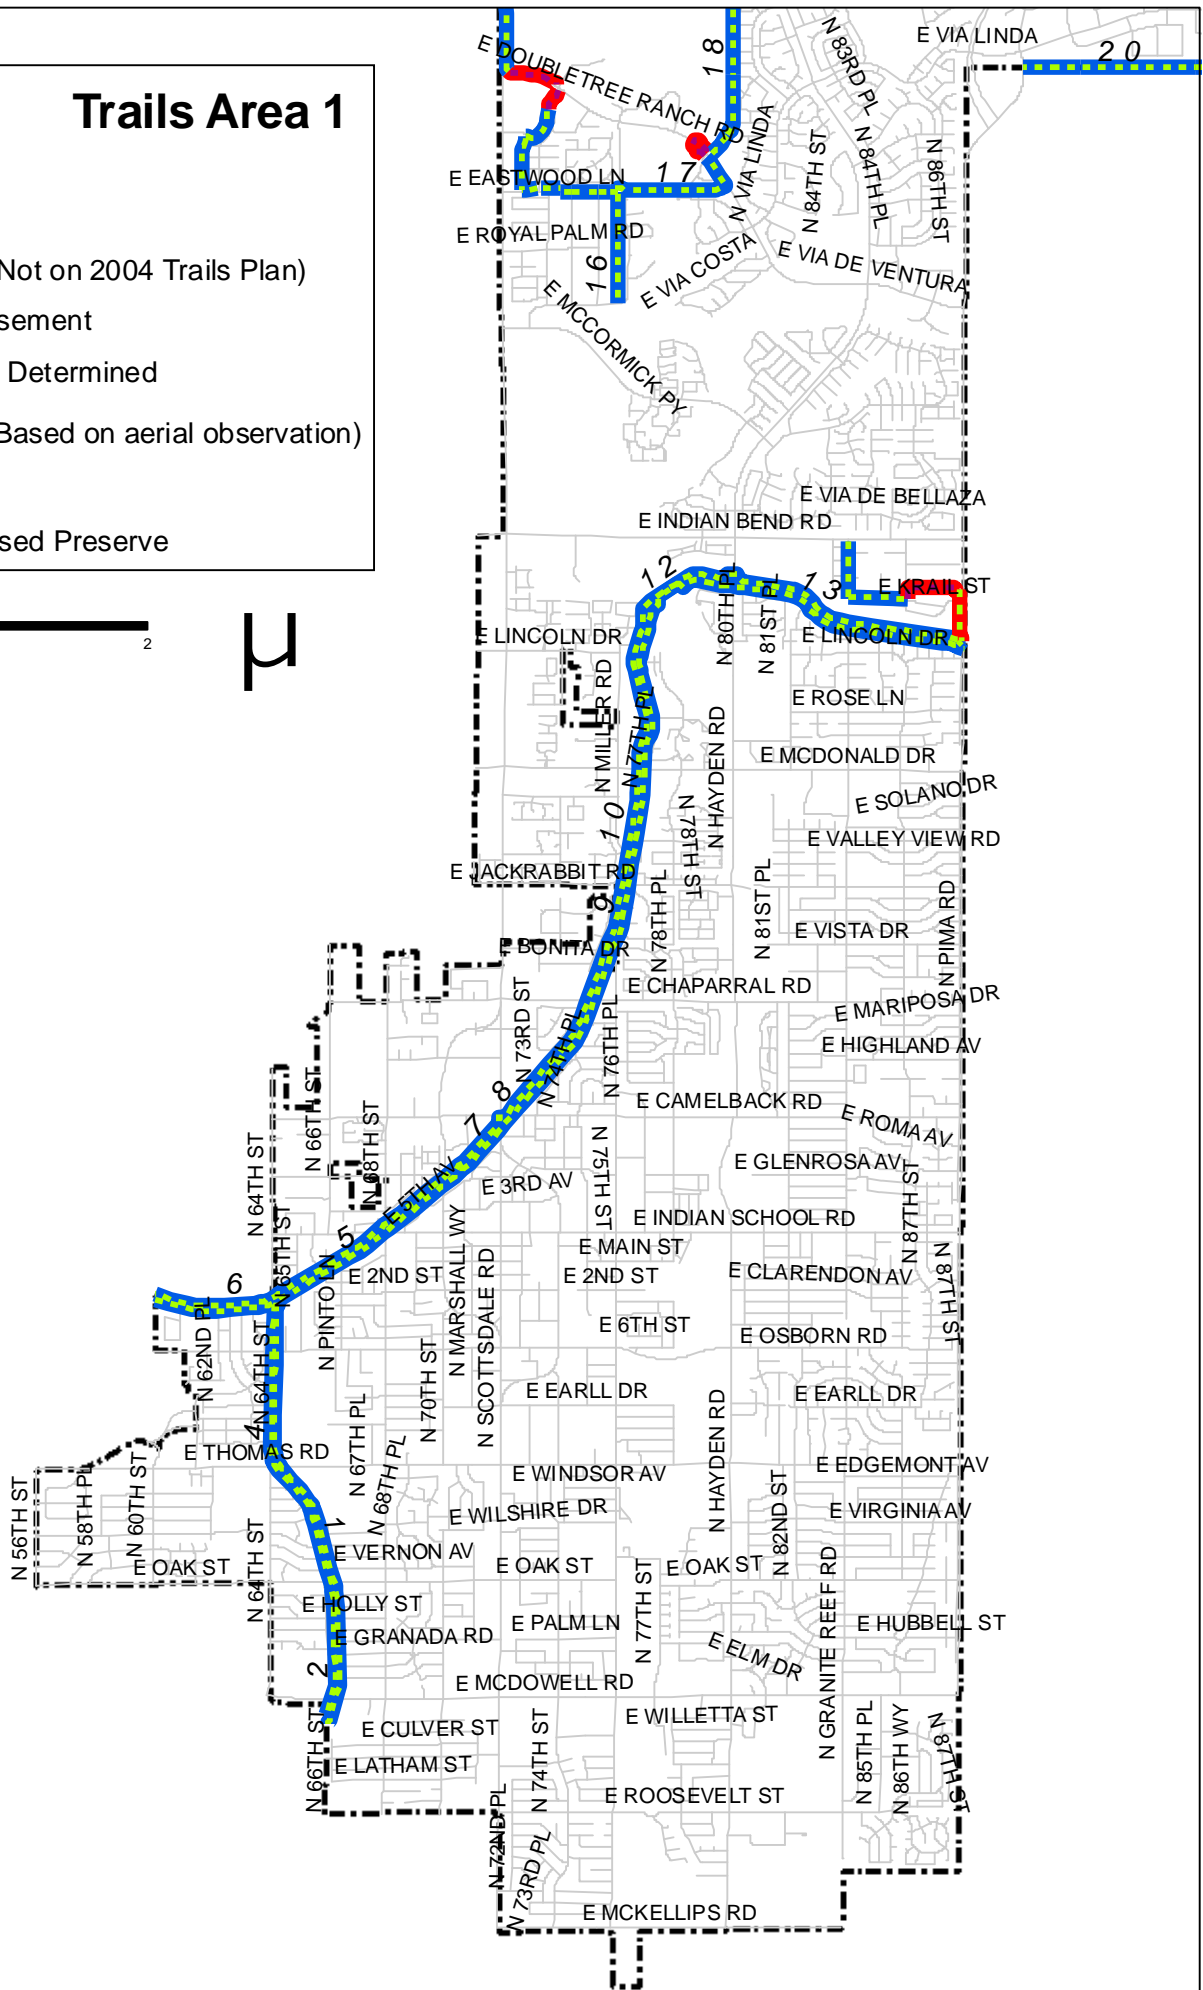 Trails Area 1
Not on 2004 Trails Plan)
sement
Determined
Based on aerial observation)
sed Preserve
2
µ
E VIA LINDA
20
18
N 83RD PL
E DOUBLETREE RANCH RD
N VIA LINDA
N 84TH ST
N 84TH PL
N 86TH ST
17
E EASTWOOD LN
E ROYAL PALM RD
16
E VIA COSTA
E VIA DE VENTURA
E MCCORMICK PY
E VIA DE BELLAZA
E INDIAN BEND RD
12
13
E KRAIL ST
N 80TH PL
N 81ST PL
E LINCOLN DR
E LINCOLN DR
N MILLER RD
N 77TH PL
E ROSE LN
N HAYDEN RD
E MCDONALD DR
E SOLANO DR
10
N 78TH ST
E VALLEY VIEW RD
E JACKRABBIT RD
9
N 78TH PL
N 81ST PL
N PIMA RD
E VISTA DR
E BONITA DR
E CHAPARRAL RD
E MARIPOSA DR
N 73RD ST
N 74TH PL
N 76TH PL
E HIGHLAND AV
8
E CAMELBACK RD
E ROMA AV
7
N 66TH ST
N 68TH ST
N 64TH ST
N 75TH ST
E GLENROSA AV
E 5TH AV
E 3RD AV
N 87TH ST
E INDIAN SCHOOL RD
5
N 65TH ST
N MARSHALL WY
E MAIN ST
N 87TH ST
E 2ND ST
E 2ND ST
E CLARENDON AV
6
N PINTO LN
N SCOTTSDALE RD
E 6TH ST
E OSBORN RD
N 62ND PL
N 64TH ST
N 70TH ST
E EARLL DR
E EARLL DR
4
N 67TH PL
N HAYDEN RD
E THOMAS RD
N 68TH PL
E WINDSOR AV
E EDGEMONT AV
N 56TH ST
N 58TH PL
N 60TH ST
1
E WILSHIRE DR
N 82ND ST
E VIRGINIA AV
E VERNON AV
E OAK ST
E OAK ST
E OAK ST
N 64TH ST
E HOLLY ST
N 77TH ST
N GRANITE REEF RD
E PALM LN
E HUBBELL ST
E GRANADA RD
E ELM DR
2
E MCDOWELL RD
E CULVER ST
E WILLETTA ST
N 66TH ST
N 74TH ST
N 85TH PL
N 86TH WY
N 87TH ST
E LATHAM ST
E ROOSEVELT ST
N 72ND PL
N 73RD PL
E MCKELLIPS RD